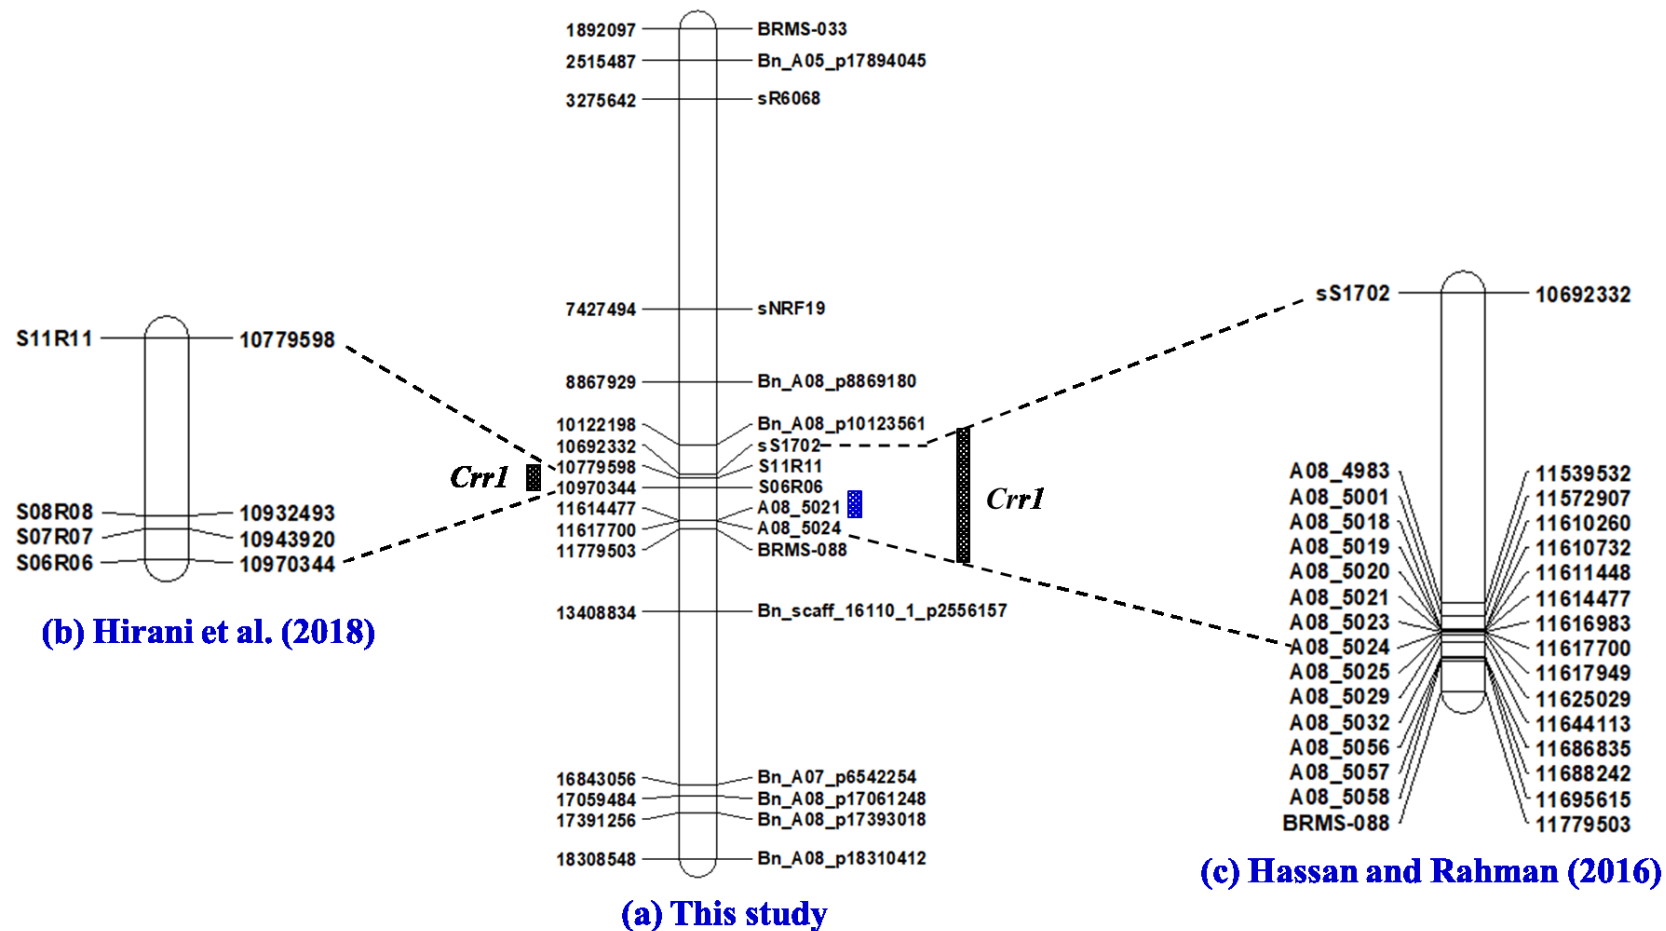 1892097 BRMS-033
2515487 Bn_A05_p17894045
3275642 sR6068
7427494 sNRF19
8867929 Bn_A08_p8869180
10122198 Bn_A08_p10123561
10692332 sS1702
10779598 S11R11
10970344 S06R06
11614477 A08_5021
11617700 A08_5024
11779503 BRMS-088
13408834 Bn_scaff_16110_1_p2556157
16843056 Bn_A07_p6542254
17059484 Bn_A08_p17061248
17391256 Bn_A08_p17393018
18308548 Bn_A08_p18310412
(a) This study
S11R11 10779598
S08R08 10932493
S07R07 10943920
S06R06 10970344
(b) Hirani et al. (2018)
Crr1
Crr1
sS1702 10692332
A08_4983 11539532
A08_5001 11572907
A08_5018 11610260
A08_5019 11610732
A08_5020 11611448
A08_5021 11614477
A08_5023 11616983
A08_5024 11617700
A08_5025 11617949
A08_5029 11625029
A08_5032 11644113
A08_5056 11686835
A08_5057 11688242
A08_5058 11695615
BRMS-088 11779503
(c) Hassan and Rahman (2016)